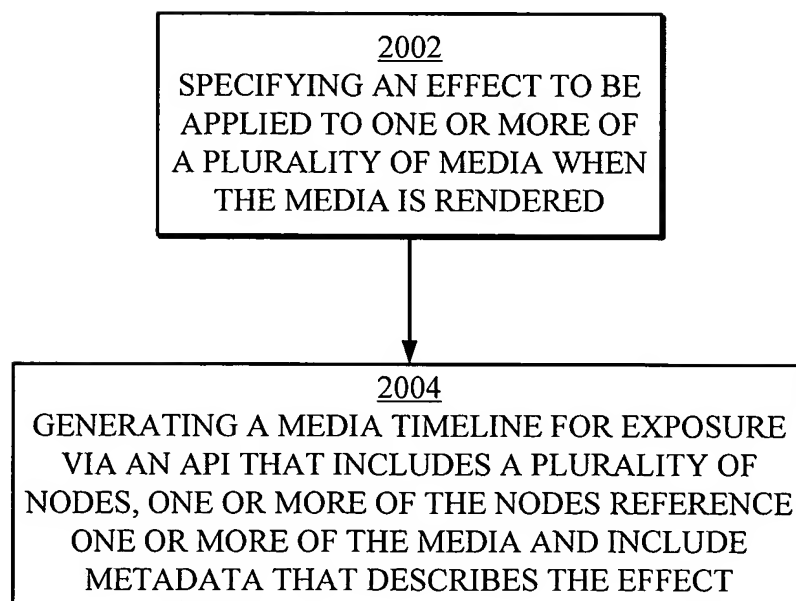 2002
SPECIFYING AN EFFECT TO BE
APPLIED TO ONE OR MORE OF
A PLURALITY OF MEDIA WHEN
THE MEDIA IS RENDERED
2004
GENERATING A MEDIA TIMELINE FOR EXPOSURE
VIA AN API THAT INCLUDES A PLURALITY OF
NODES, ONE OR MORE OF THE NODES REFERENCE
ONE OR MORE OF THE MEDIA AND INCLUDE
METADATA THAT DESCRIBES THE EFFECT